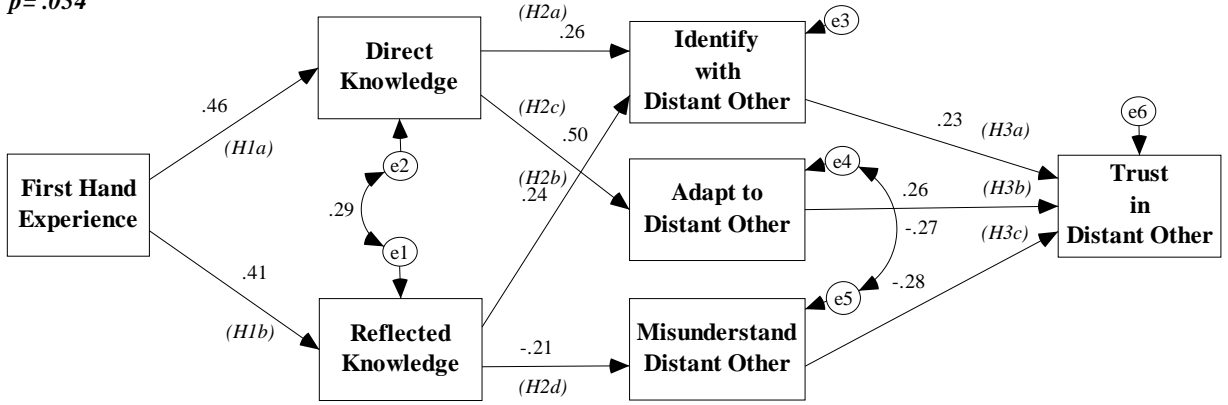 p= .054
(H2a)
.26
e3
Direct
Knowledge
Identify
with
Distant Other
.46
(H1a)
(H2c)
.50
.23
(H3a)
e6
e2
e4
First Hand
Experience
.29
(H2b)
.24
Adapt to
Distant Other
.26
(H3b)
-.27
(H3c)
Trust
in
Distant Other
e1
.41
(H1b)
Reflected
Knowledge
-.21
(H2d)
e5
-.28
Misunderstand
Distant Other